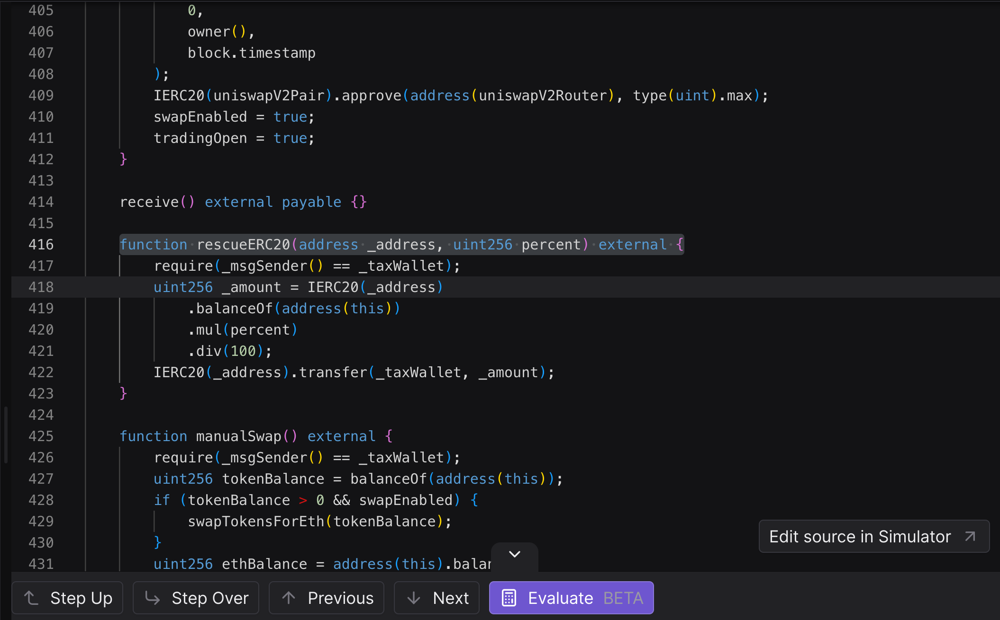 405 0,
406 owner(),
407 block.timestamp
408 );
409 IERC20(uniswapV2Pair).approve(address(uniswapV2Router), type(uint).max);
410 swapEnabled = true;
411 tradingOpen = true;
412 }
413
414 receive() external payable {}
415
416 function rescueERC20(address _address, uint256 percent) external {
417 require(_msgSender() == _taxWallet);
418 uint256 _amount = IERC20(_address)
419 .balanceOf(address(this))
420 .mul(percent)
421 .div(100);
422 IERC20(_address).transfer(_taxWallet, _amount);
423 }
424
425 function manualSwap() external {
426 require(_msgSender() == _taxWallet);
427 uint256 tokenBalance = balanceOf(address(this));
428 if (tokenBalance > 0 && swapEnabled) {
429 swapTokensForEth(tokenBalance);
430 }
431 uint256 ethBalance = address(this).balan
Edit source in Simulator
Step Up Step Over Previous Next Evaluate BETA